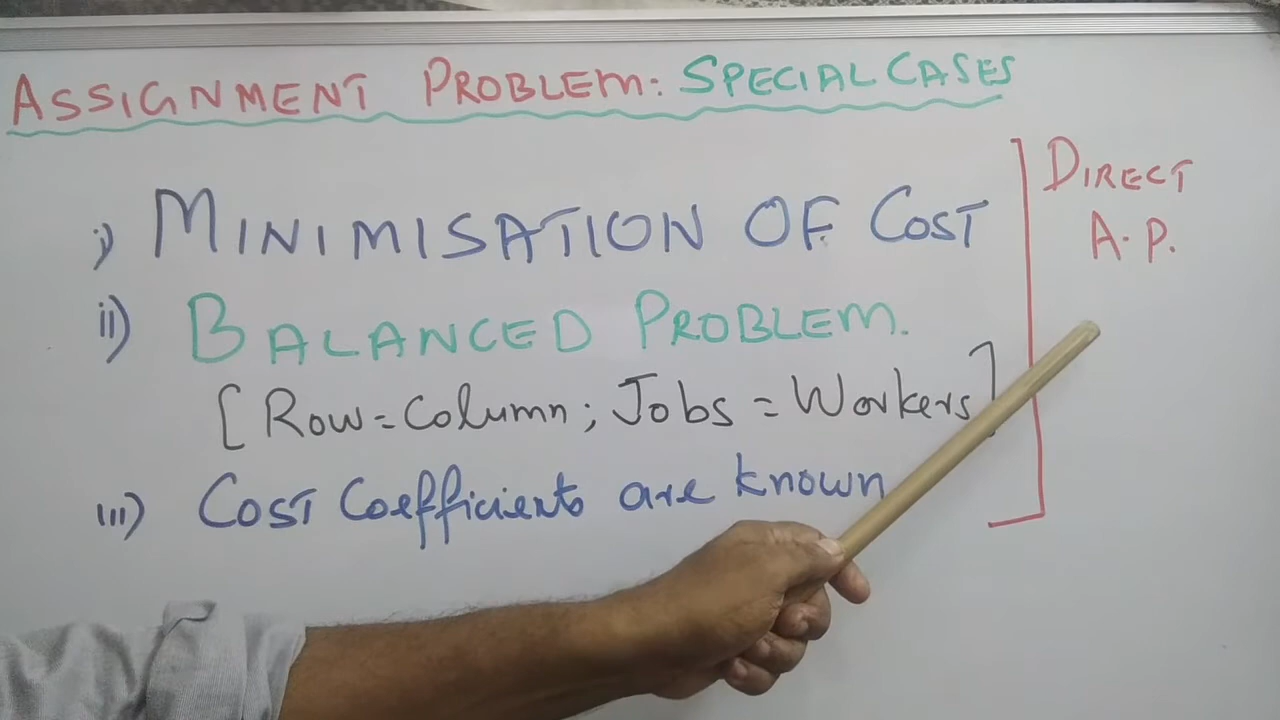 ASSIGNMENT PROBLEM: SPECIAL CASES
i) MINIMISATION OF COST
ii) BALANCED PROBLEM.
[ROW=Column; Jobs = Workers]
iii) COST Coefficients are known
DIRECT
A.P.